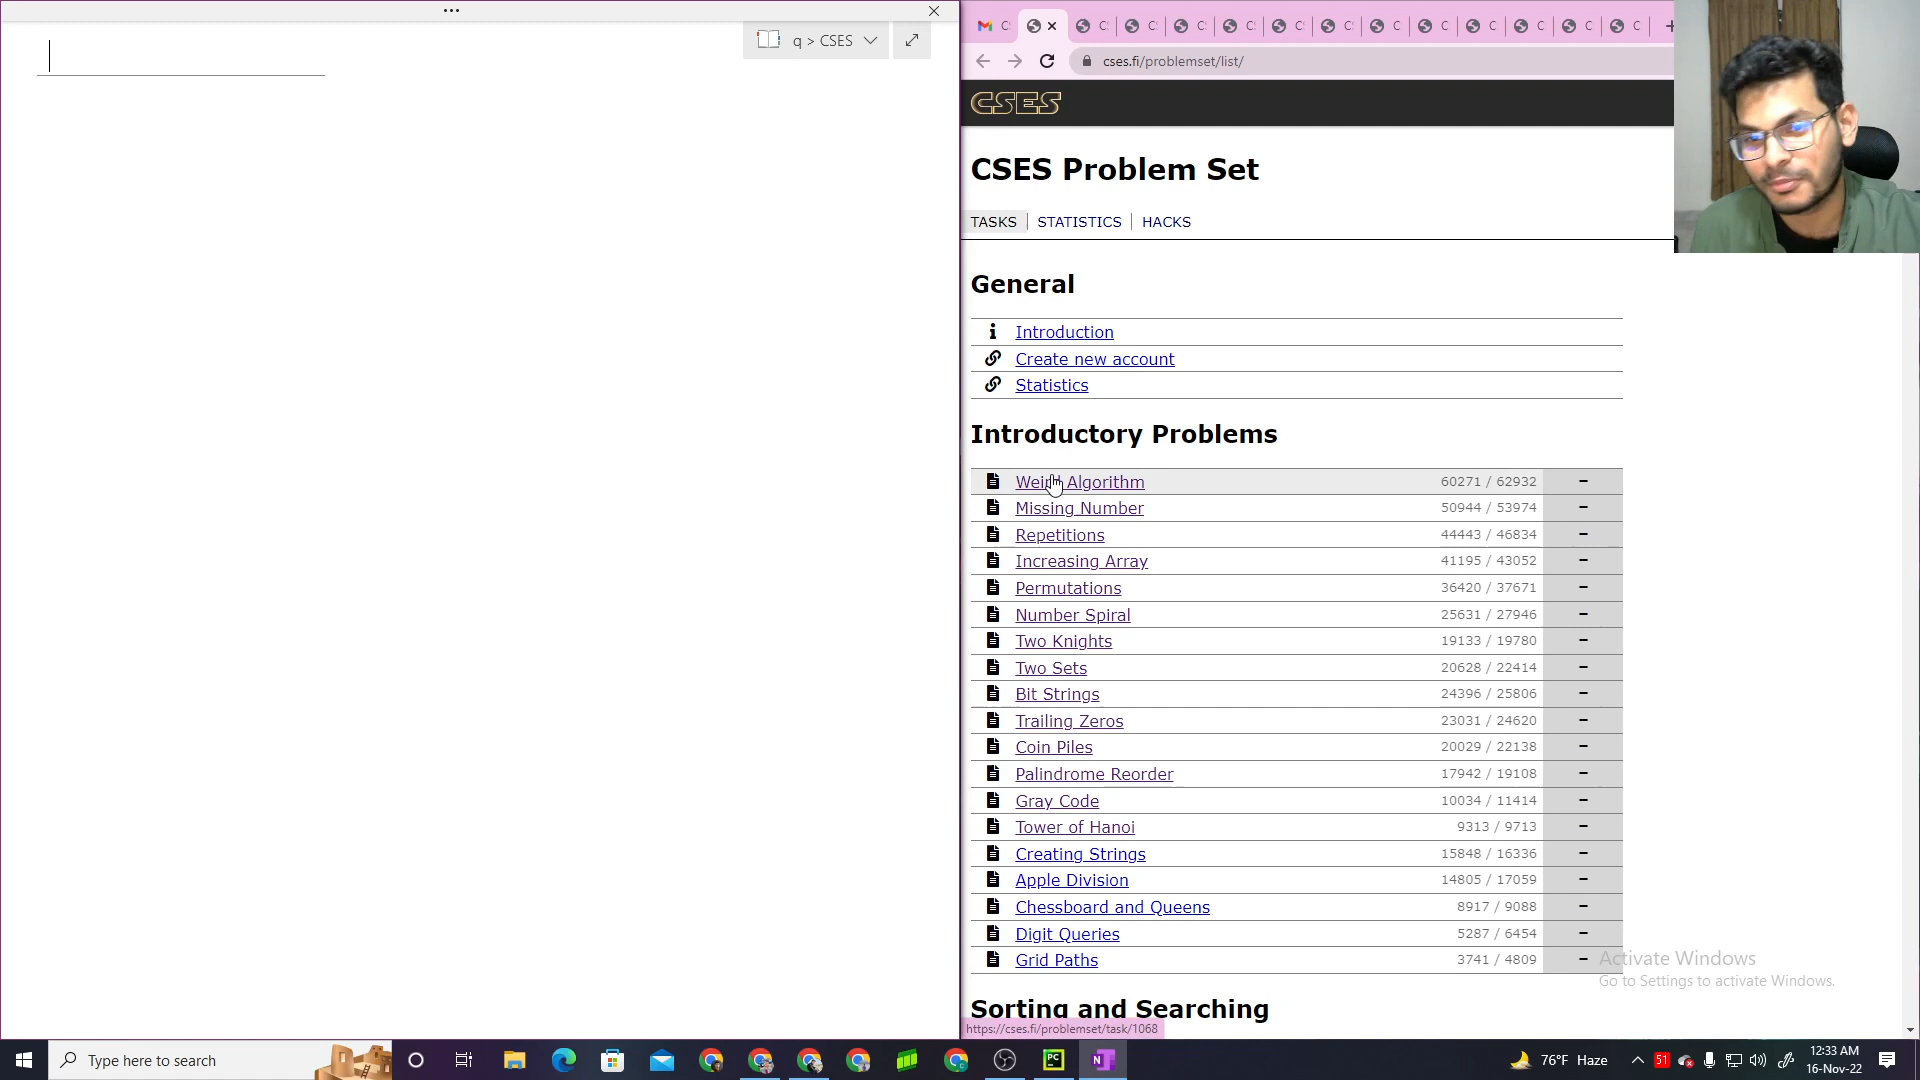 q > CSES
cses.fi/problemset/list/
CSES
CSES Problem Set
TASKS
STATISTICS
HACKS
General
Introduction
Create new account
Statistics
Introductory Problems
Weird Algorithm 60271 / 62932 –
Missing Number 50944 / 53974 –
Repetitions 44443 / 46834 –
Increasing Array 41195 / 43052 –
Permutations 36420 / 37671 –
Number Spiral 25631 / 27946 –
Two Knights 19133 / 19780 –
Two Sets 20628 / 22414 –
Bit Strings 24396 / 25806 –
Trailing Zeros 23031 / 24620 –
Coin Piles 20029 / 22138 –
Palindrome Reorder 17942 / 19108 –
Gray Code 10034 / 11414 –
Tower of Hanoi 9313 / 9713 –
Creating Strings 15848 / 16336 –
Apple Division 14805 / 17059 –
Chessboard and Queens 8917 / 9088 –
Digit Queries 5287 / 6454 –
Grid Paths 3741 / 4809 –
Activate Windows
Go to Settings to activate Windows.
Sorting and Searching
https://cses.fi/problemset/task/1068
Type here to search
PC
N
76°F Haze
51
12:33 AM
16-Nov-22